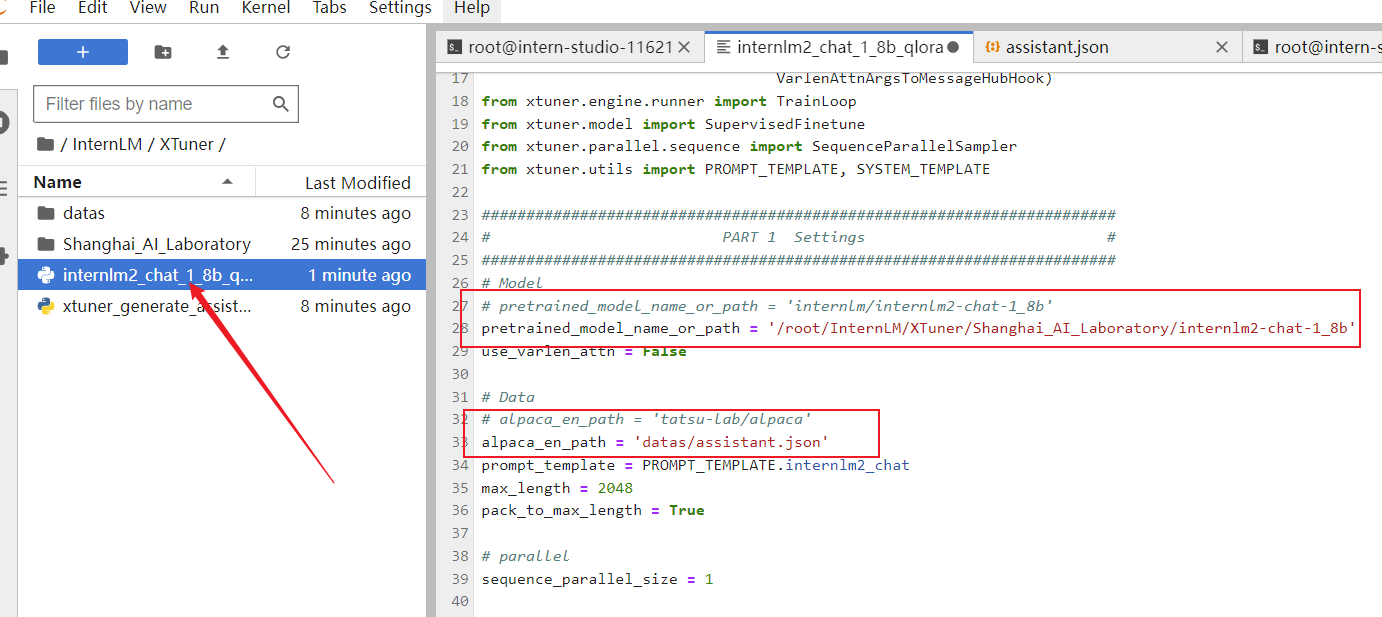 File Edit View Run Kernel Tabs Settings Help
+
Filter files by name
/ InternLM / XTuner /
Name Last Modified
datas 8 minutes ago
Shanghai_AI_Laboratory 25 minutes ago
internlm2_chat_1_8b_q... 1 minute ago
xtuner_generate_assist... 8 minutes ago
root@intern-studio-11621 internlm2_chat_1_8b_qlora assistant.json root@intern-s
17 VarlenAttnArgsToMessageHubHook)
18 from xtuner.engine.runner import TrainLoop
19 from xtuner.model import SupervisedFinetune
20 from xtuner.parallel.sequence import SequenceParallelSampler
21 from xtuner.utils import PROMPT_TEMPLATE, SYSTEM_TEMPLATE
22
23 #######################################################################
24 # PART 1 Settings #
25 #######################################################################
26 # Model
27 # pretrained_model_name_or_path = 'internlm/internlm2-chat-1_8b'
28 pretrained_model_name_or_path = '/root/InternLM/XTuner/Shanghai_AI_Laboratory/internlm2-chat-1_8b'
29 use_varlen_attn = False
30
31 # Data
32 # alpaca_en_path = 'tatsu-lab/alpaca'
33 alpaca_en_path = 'datas/assistant.json'
34 prompt_template = PROMPT_TEMPLATE.internlm2_chat
35 max_length = 2048
36 pack_to_max_length = True
37
38 # parallel
39 sequence_parallel_size = 1
40